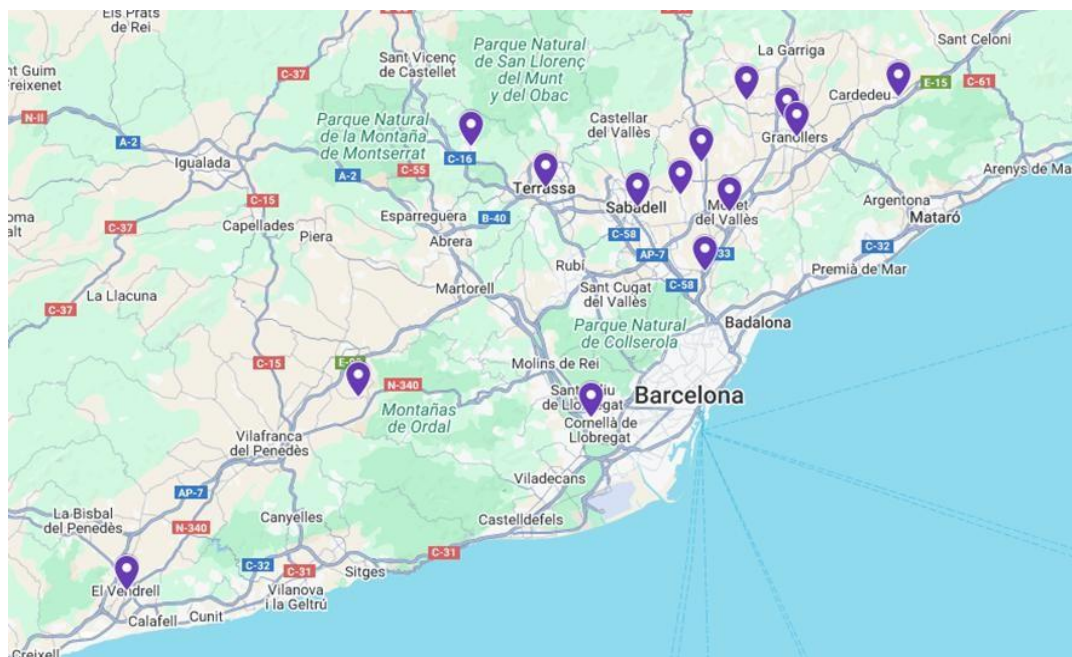 Els Prats
de Rei
Sant Vicenç
de Castellet
Parque Natural
de San Llorenç
del Munt
y del Obac
La Garriga
Sant Celoni
C-37
nt Guim
Freixenet
C-61
E-15
Cardedeu
N-II
A-2
Parque Natural
de la Montaña
de Montserrat
Castellar
del Vallès
Granollers
Igualada
C-16
Arenys de Ma
C-55
A-2
Terrassa
C-15
Esparreguera
B-40
Sabadell
del Vallès
Argentona
Mataró
C-37
Capellades
Piera
Abrera
C-58
AP-7
33
C-32
Rubí
Premià de Mar
La Llacuna
Martorell
Sant Cugat
del Vallès
C-58
C-37
Parque Natural
de Collserola
Badalona
C-15
Molins de Rei
N-340
Barcelona
de Llobregat
Montañas
de Ordal
Cornellà de
Llobregat
Vilafranca
del Penedès
Viladecans
AP-7
La Bisbal
del Penedès
Canyelles
Castelldefels
N-340
C-31
C-32
C-31
Sitges
El Vendrell
Vilanova
i la Geltrú
Calafell
Cunit
Creixell